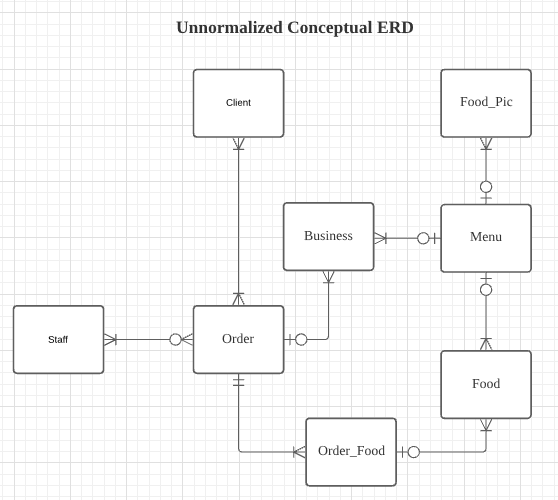 Unnormalized Conceptual ERD
Client
Food_Pic
Business
Menu
Staff
Order
Food
Order_Food